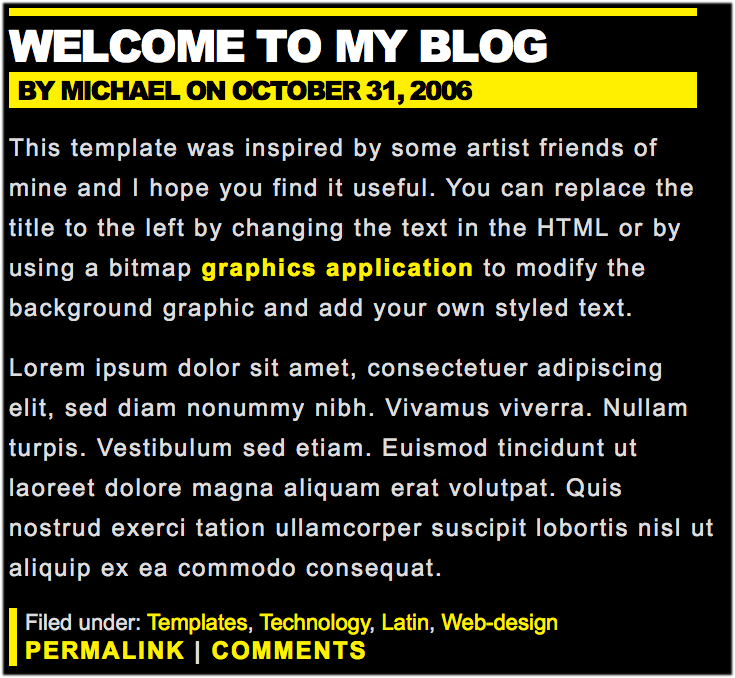 WELCOME TO MY BLOG
BY MICHAEL ON OCTOBER 31, 2006
This template was inspired by some artist friends of
mine and I hope you find it useful. You can replace the
title to the left by changing the text in the HTML or by
using a bitmap graphics application to modify the
background graphic and add your own styled text.
Lorem ipsum dolor sit amet, consectetuer adipiscing
elit, sed diam nonummy nibh. Vivamus viverra. Nullam
turpis. Vestibulum sed etiam. Euismod tincidunt ut
laoreet dolore magna aliquam erat volutpat. Quis
nostrud exerci tation ullamcorper suscipit lobortis nisl ut
aliquip ex ea commodo consequat.
Filed under: Templates, Technology, Latin, Web-design
PERMALINK | COMMENTS